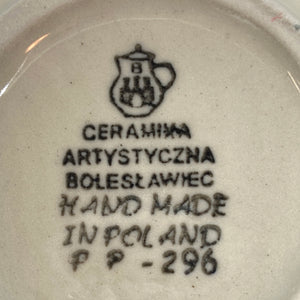 B
CERAMIKA
ARTYSTYCZNA
BOLESŁAWIEC
HAND MADE
IN POLAND
P P - 296